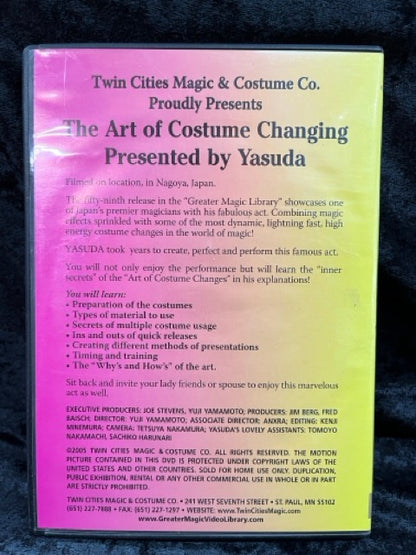 Twin Cities Magic & Costume Co.
Proudly Presents
The Art of Costume Changing
Presented by Yasuda
Filmed on location, in Nagoya, Japan.
The fifty-ninth release in the "Greater Magic Library" showcases one
of Japan's premier magicians with his fabulous act. Combining magic
effects sprinkled with some of the most dynamic, lightning fast, high
energy costume changes in the world of magic!
YASUDA took years to create, perfect and perform this famous act.
You will not only enjoy the performance but will learn the "inner
secrets" of the "Art of Costume Changes" in his explanations!
You will learn:
• Preparation of the costumes
• Types of material to use
• Secrets of multiple costume usage
• Ins and outs of quick releases
• Creating different methods of presentations
• Timing and training
• The "Why's and How's" of the art.
Sit back and invite your lady friends or spouse to enjoy this marvelous
act as well.
EXECUTIVE PRODUCERS: JOE STEVENS, YUJI YAMAMOTO; PRODUCERS: JIM BERG, FRED
BAISCH; DIRECTOR: YUJI YAMAMOTO; ASSOCIATE DIRECTOR: ANXRA; EDITING: KENJI
MINEMURA; CAMERA: TETSUYA NAKAMURA; YASUDA'S LOVELY ASSISTANTS: TOMOYO
NAKAMACHI, SACHIKO HARUNARI
©2005 TWIN CITIES MAGIC & COSTUME CO. ALL RIGHTS RESERVED. THE MOTION
PICTURE CONTAINED IN THIS DVD IS PROTECTED UNDER COPYRIGHT LAWS OF THE
UNITED STATES AND OTHER COUNTRIES. SOLD FOR HOME USE ONLY. DUPLICATION,
PUBLIC EXHIBITION, RENTAL OR ANY OTHER COMMERCIAL USE IN WHOLE OR IN PART
ARE STRICTLY PROHIBITED.
TWIN CITIES MAGIC & COSTUME CO. • 241 WEST SEVENTH STREET • ST. PAUL, MN 55102
(651) 227-7888 • FAX: (651) 227-1297 • WEBSITE: www.TwinCitiesMagic.com
www.GreaterMagicVideoLibrary.com